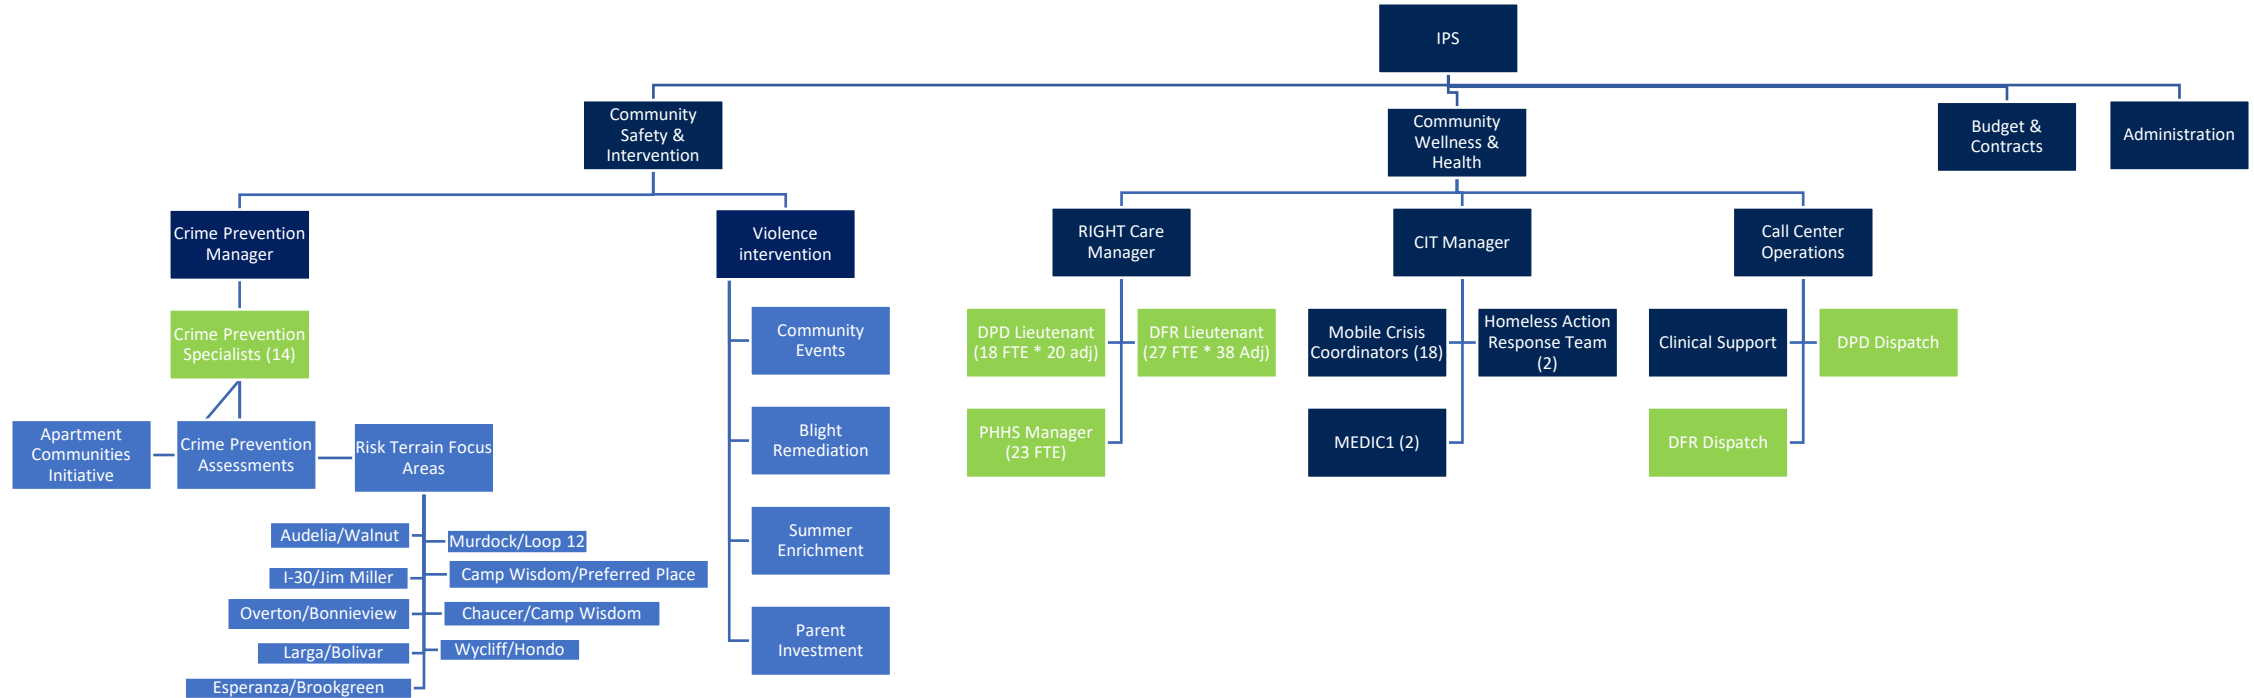 IPS
Community
Safety &
Intervention
Community
Wellness &
Health
Budget &
Contracts
Administration
Crime Prevention
Manager
Violence
intervention
RIGHT Care
Manager
CIT Manager
Call Center
Operations
Crime Prevention
Specialists (14)
Community
Events
DPD Lieutenant
(18 FTE * 20 adj)
DFR Lieutenant
(27 FTE * 38 Adj)
Mobile Crisis
Coordinators (18)
Homeless Action
Response Team
(2)
Clinical Support
DPD Dispatch
Apartment
Communities
Initiative
Crime Prevention
Assessments
Risk Terrain Focus
Areas
Blight
Remediation
PHHS Manager
(23 FTE)
MEDIC1 (2)
DFR Dispatch
Audelia/Walnut
Murdock/Loop 12
I-30/Jim Miller
Camp Wisdom/Preferred Place
Overton/Bonnieview
Chaucer/Camp Wisdom
Larga/Bolivar
Wycliff/Hondo
Esperanza/Brookgreen
Summer
Enrichment
Parent
Investment